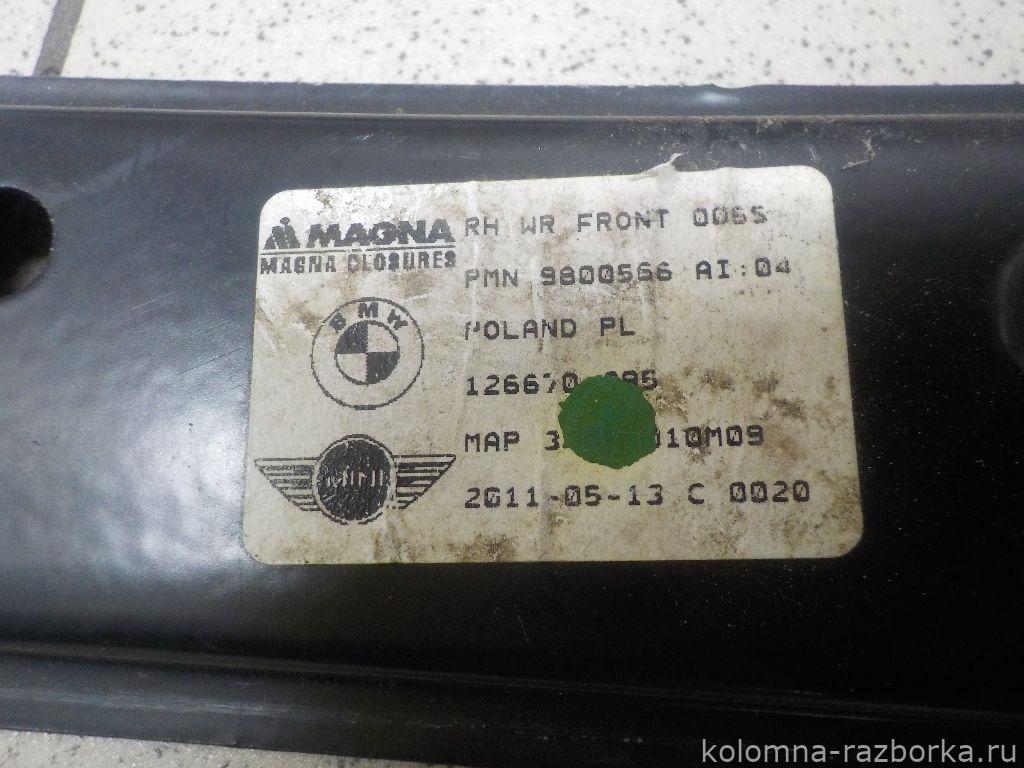 MAGNA
MAGNA CLOSURES
BMW
MINI
RH WR FRONT 0065
PMN 9800566 AI:04
POLAND PL
MAP
2011-05-13 C 0020
kolomna-razborka.ru